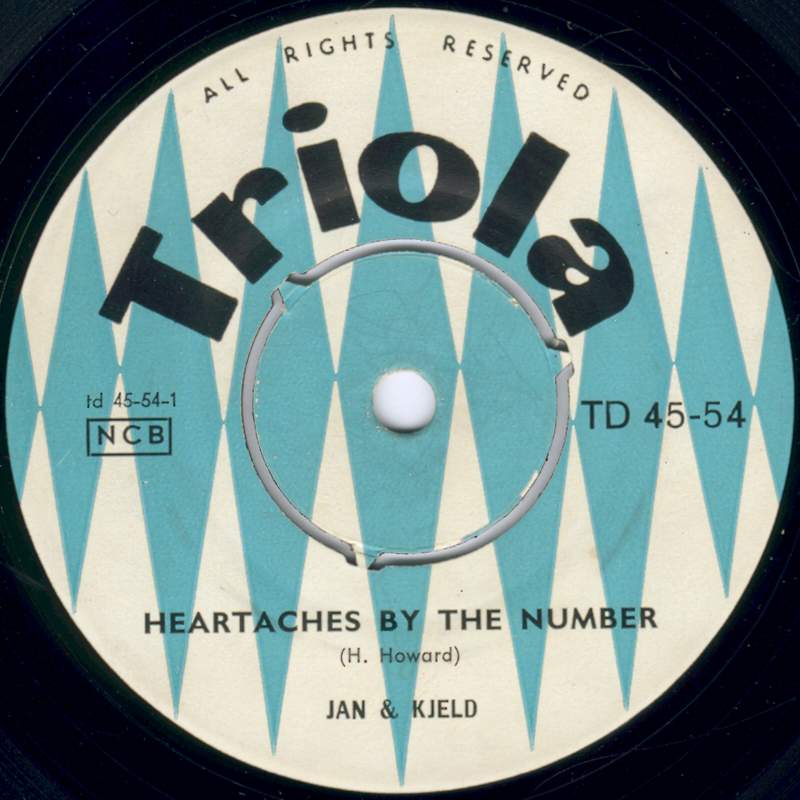 ALL RIGHTS RESERVED
Triola
td 45-54-1
NCB
TD 45-54
HEARTACHES BY THE NUMBER
(H. Howard)
JAN & KJELD